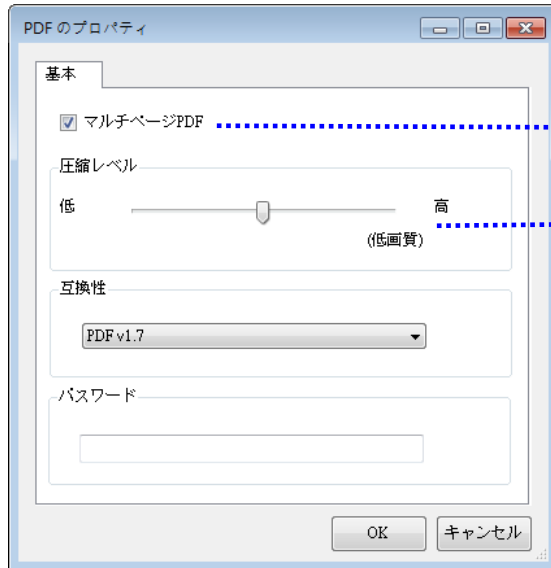 PDF のプロパティ
基本
マルチページPDF
圧縮レベル
低 高
(低画質)
互換性
PDF v1.7
パスワード
OK キャンセル